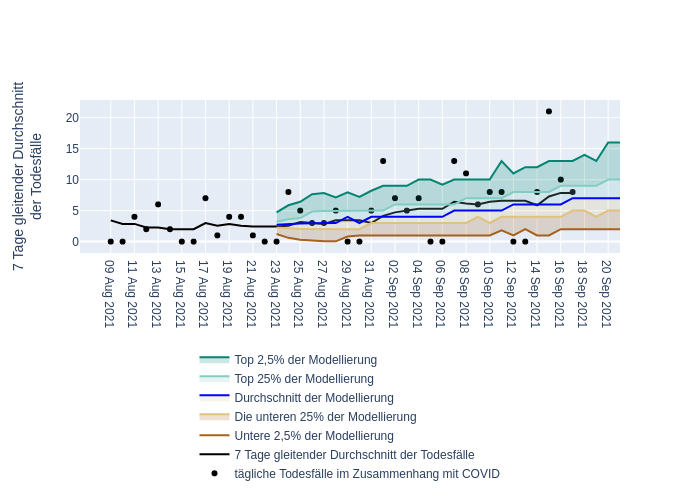 7 Tage gleitender Durchschnitt
der Todesfälle
20
15
10
5
0
09 Aug 2021
11 Aug 2021
13 Aug 2021
15 Aug 2021
17 Aug 2021
19 Aug 2021
21 Aug 2021
23 Aug 2021
25 Aug 2021
27 Aug 2021
29 Aug 2021
31 Aug 2021
02 Sep 2021
04 Sep 2021
06 Sep 2021
08 Sep 2021
10 Sep 2021
12 Sep 2021
14 Sep 2021
16 Sep 2021
18 Sep 2021
20 Sep 2021
Top 2,5% der Modellierung
Top 25% der Modellierung
Durchschnitt der Modellierung
Die unteren 25% der Modellierung
Untere 2,5% der Modellierung
7 Tage gleitender Durchschnitt der Todesfälle
tägliche Todesfälle im Zusammenhang mit COVID